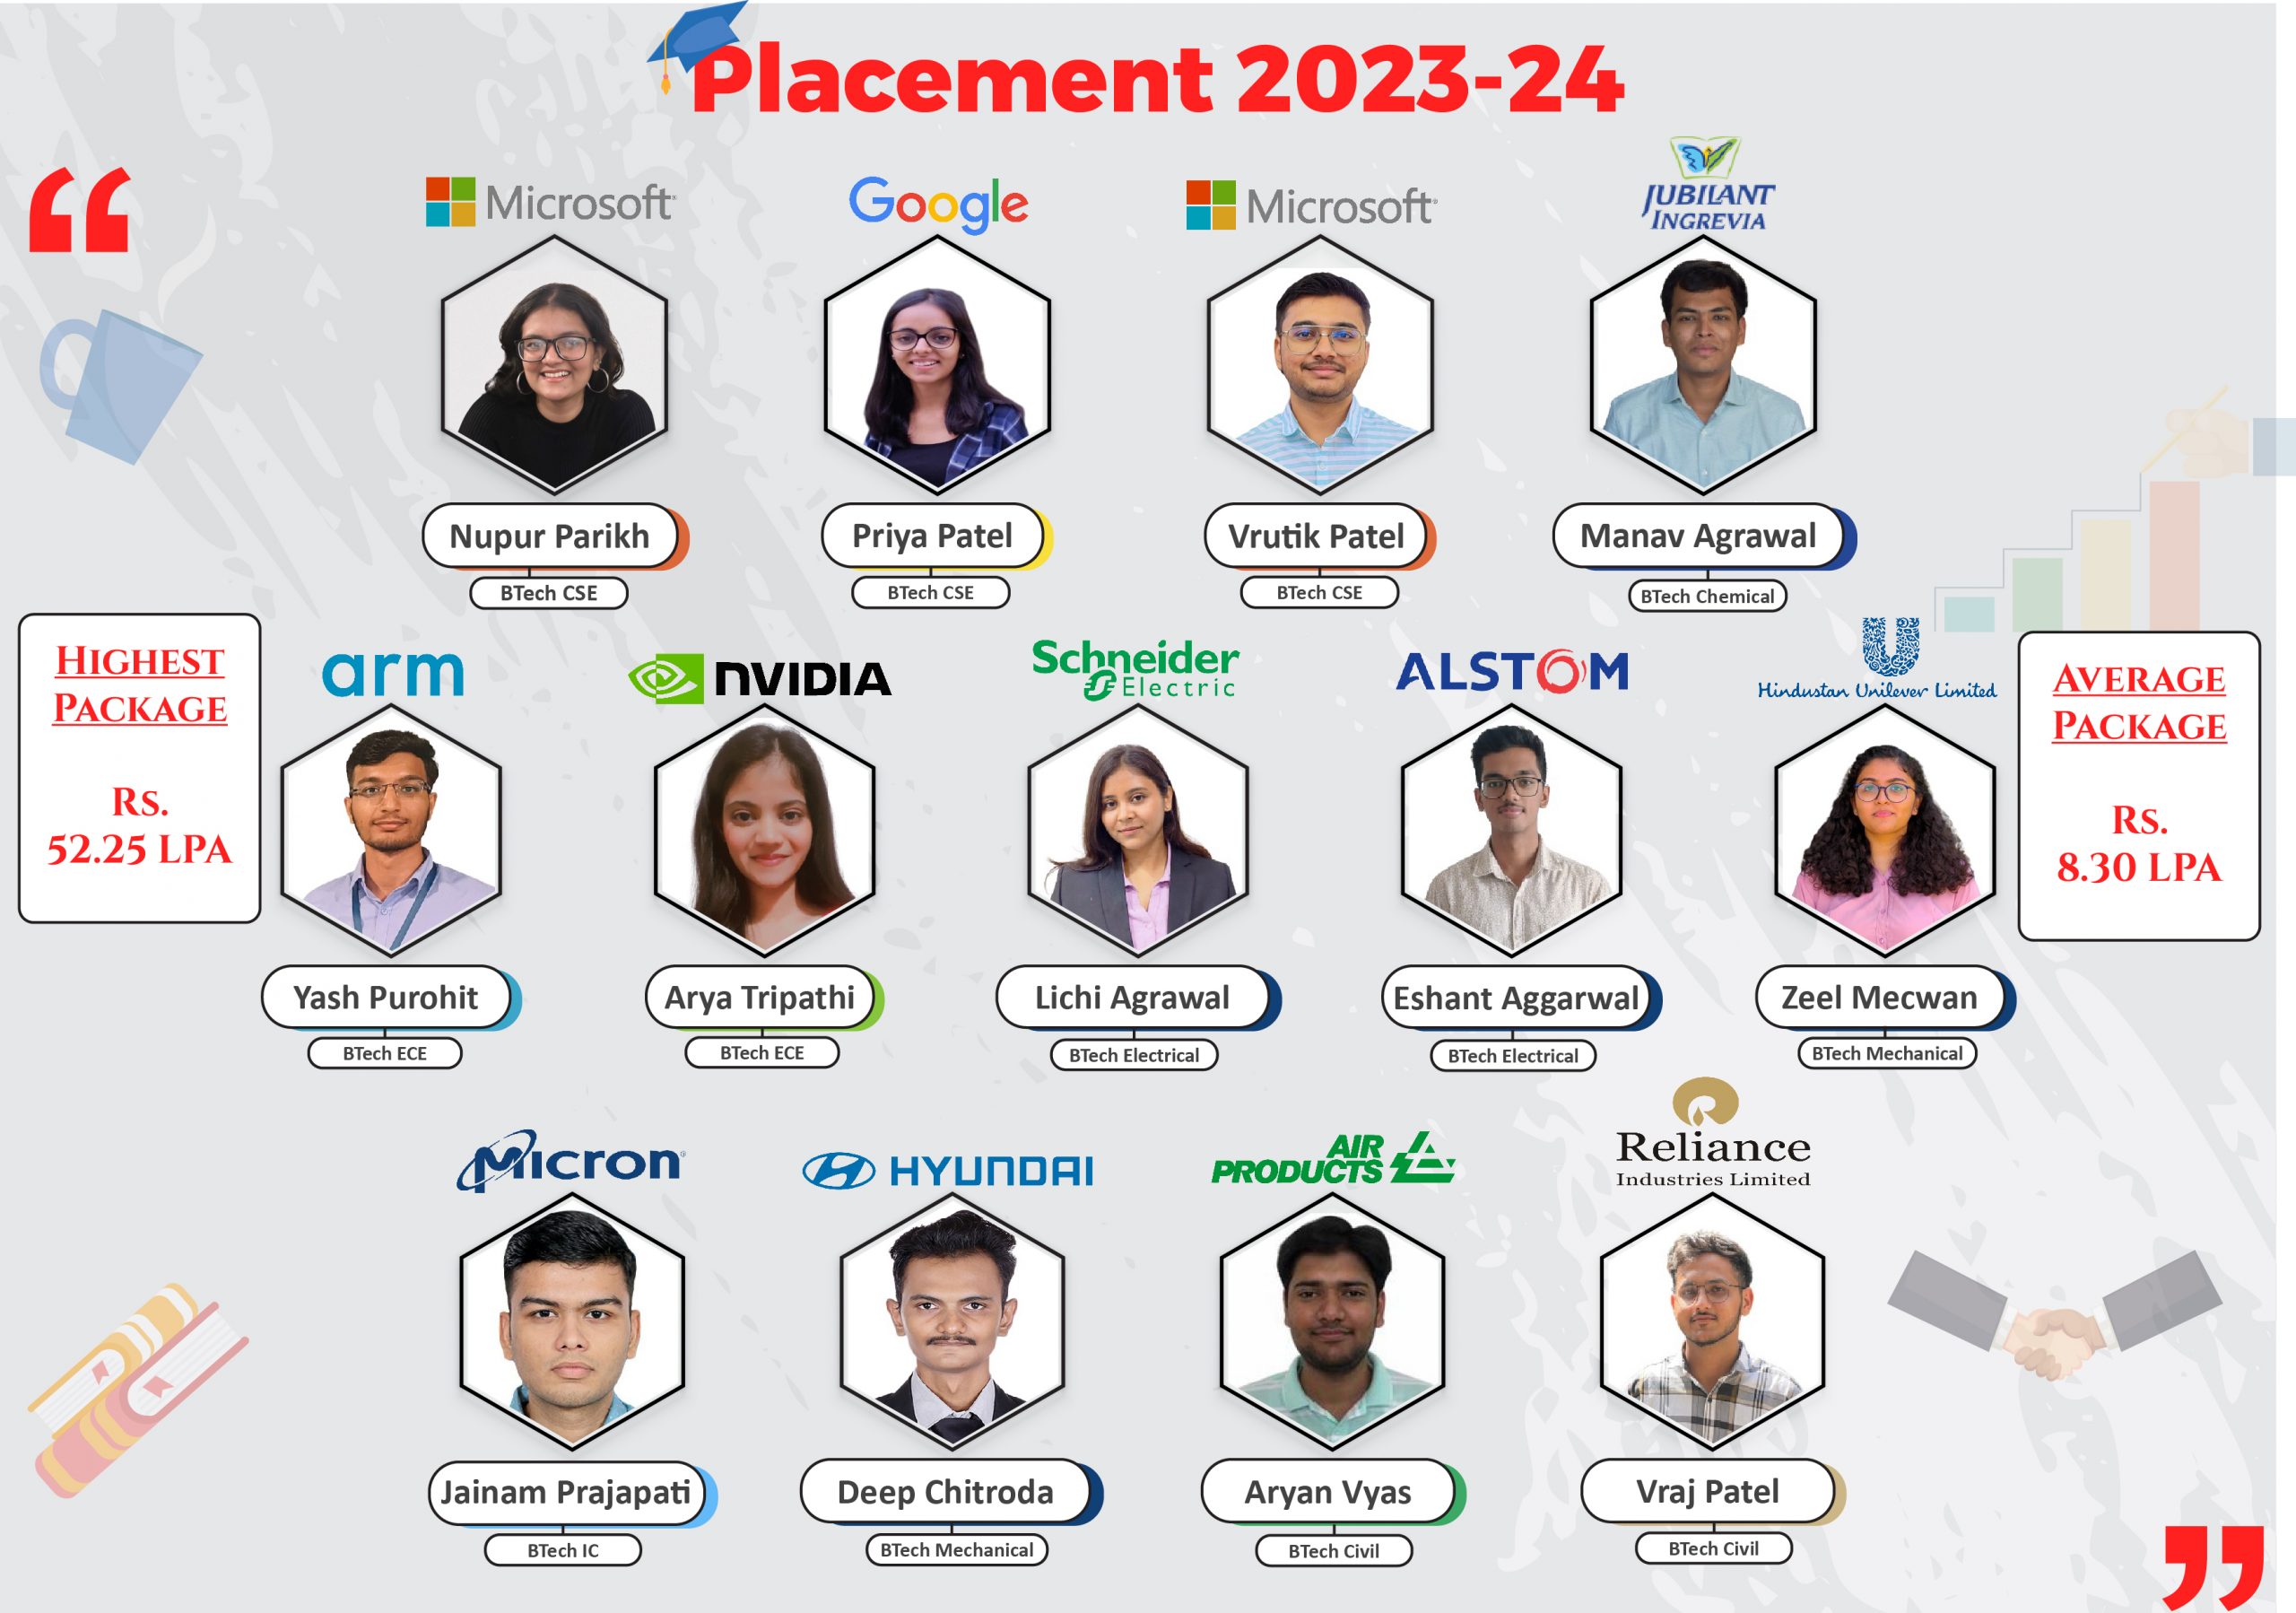 Placement 2023-24
Microsoft
Google
Microsoft
JUBILANT
INGREVIA
Nupur Parikh
Priya Patel
Vrutik Patel
Manav Agrawal
BTech CSE
BTech CSE
BTech CSE
BTech Chemical
HIGHEST
PACKAGE
RS.
52.25 LPA
arm
NVIDIA
Schneider
Electric
ALSTOM
Hindustan Unilever Limited
AVERAGE
PACKAGE
RS.
8.30 LPA
Yash Purohit
Arya Tripathi
Lichi Agrawal
Eshant Aggarwal
Zeel Mecwan
BTech ECE
BTech ECE
BTech Electrical
BTech Electrical
BTech Mechanical
Micron
HYUNDAI
AIR
PRODUCTS
Reliance
Industries Limited
Jainam Prajapati
Deep Chitroda
Aryan Vyas
Vraj Patel
BTech IC
BTech Mechanical
BTech Civil
BTech Civil